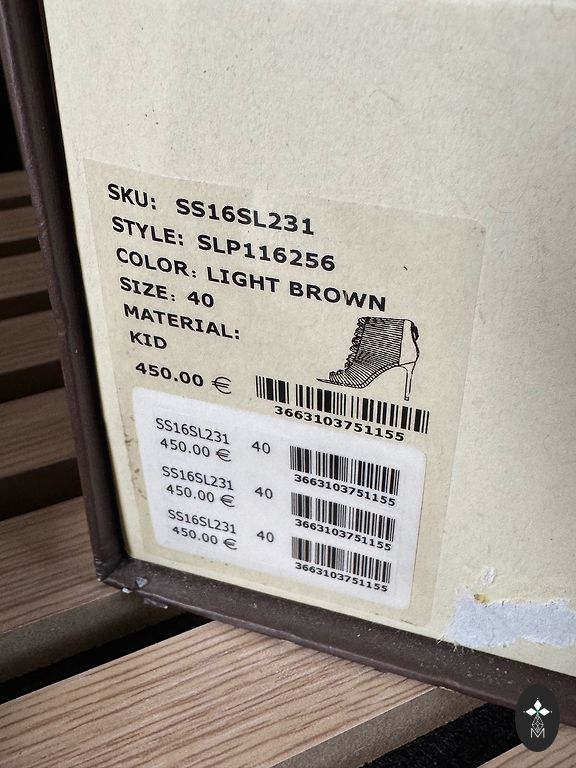 SKU: SS16SL231
STYLE: SLP116256
COLOR: LIGHT BROWN
SIZE: 40
MATERIAL:
KID
450.00 €
3663103751155
SS16SL231 40
450.00 €
3663103751155
SS16SL231 40
450.00 €
3663103751155
SS16SL231 40
450.00 €
3663103751155
M